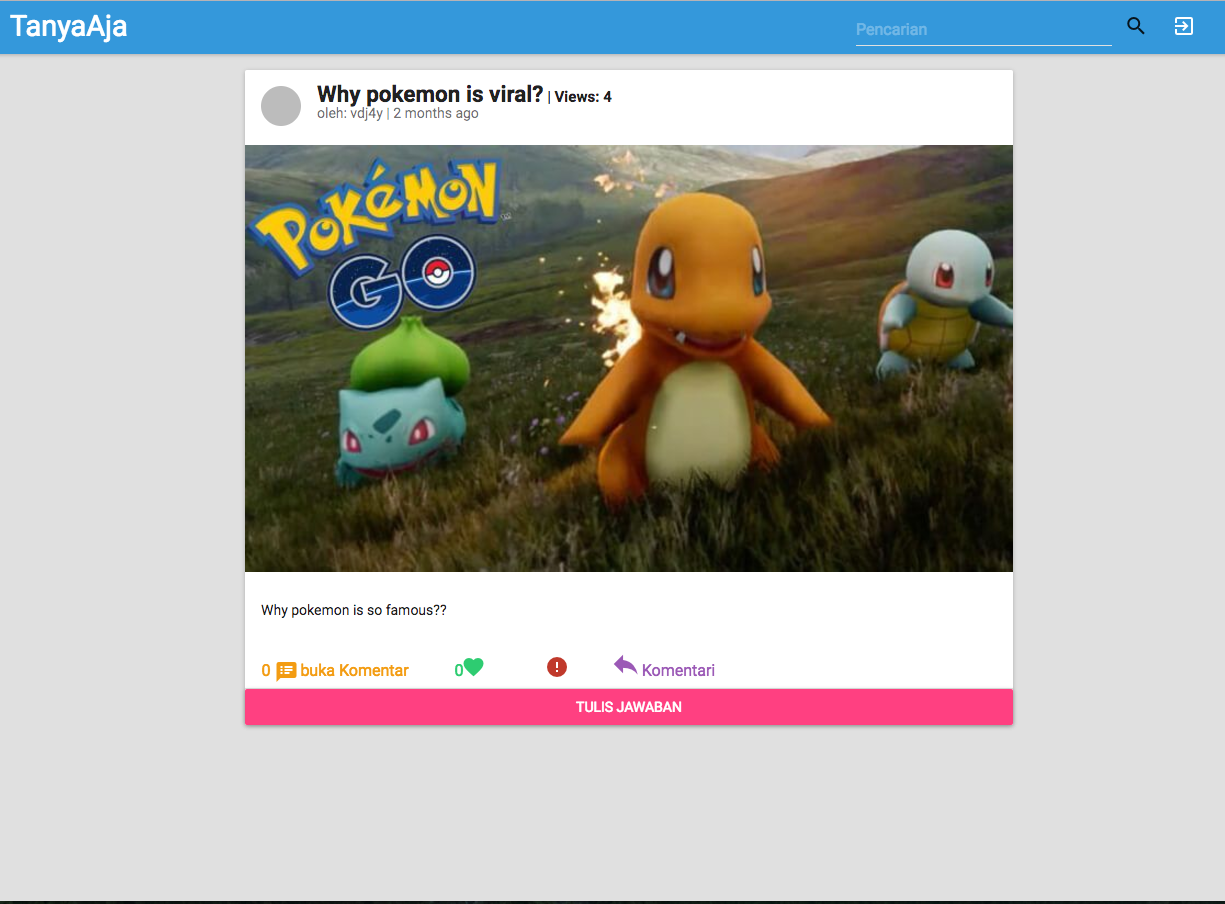 TanyaAja
Pencarian
Why pokemon is viral? | Views: 4
oleh: vdj4y | 2 months ago
POKéMON
GO
Why pokemon is so famous??
0 buka Komentar
0
Komentari
TULIS JAWABAN